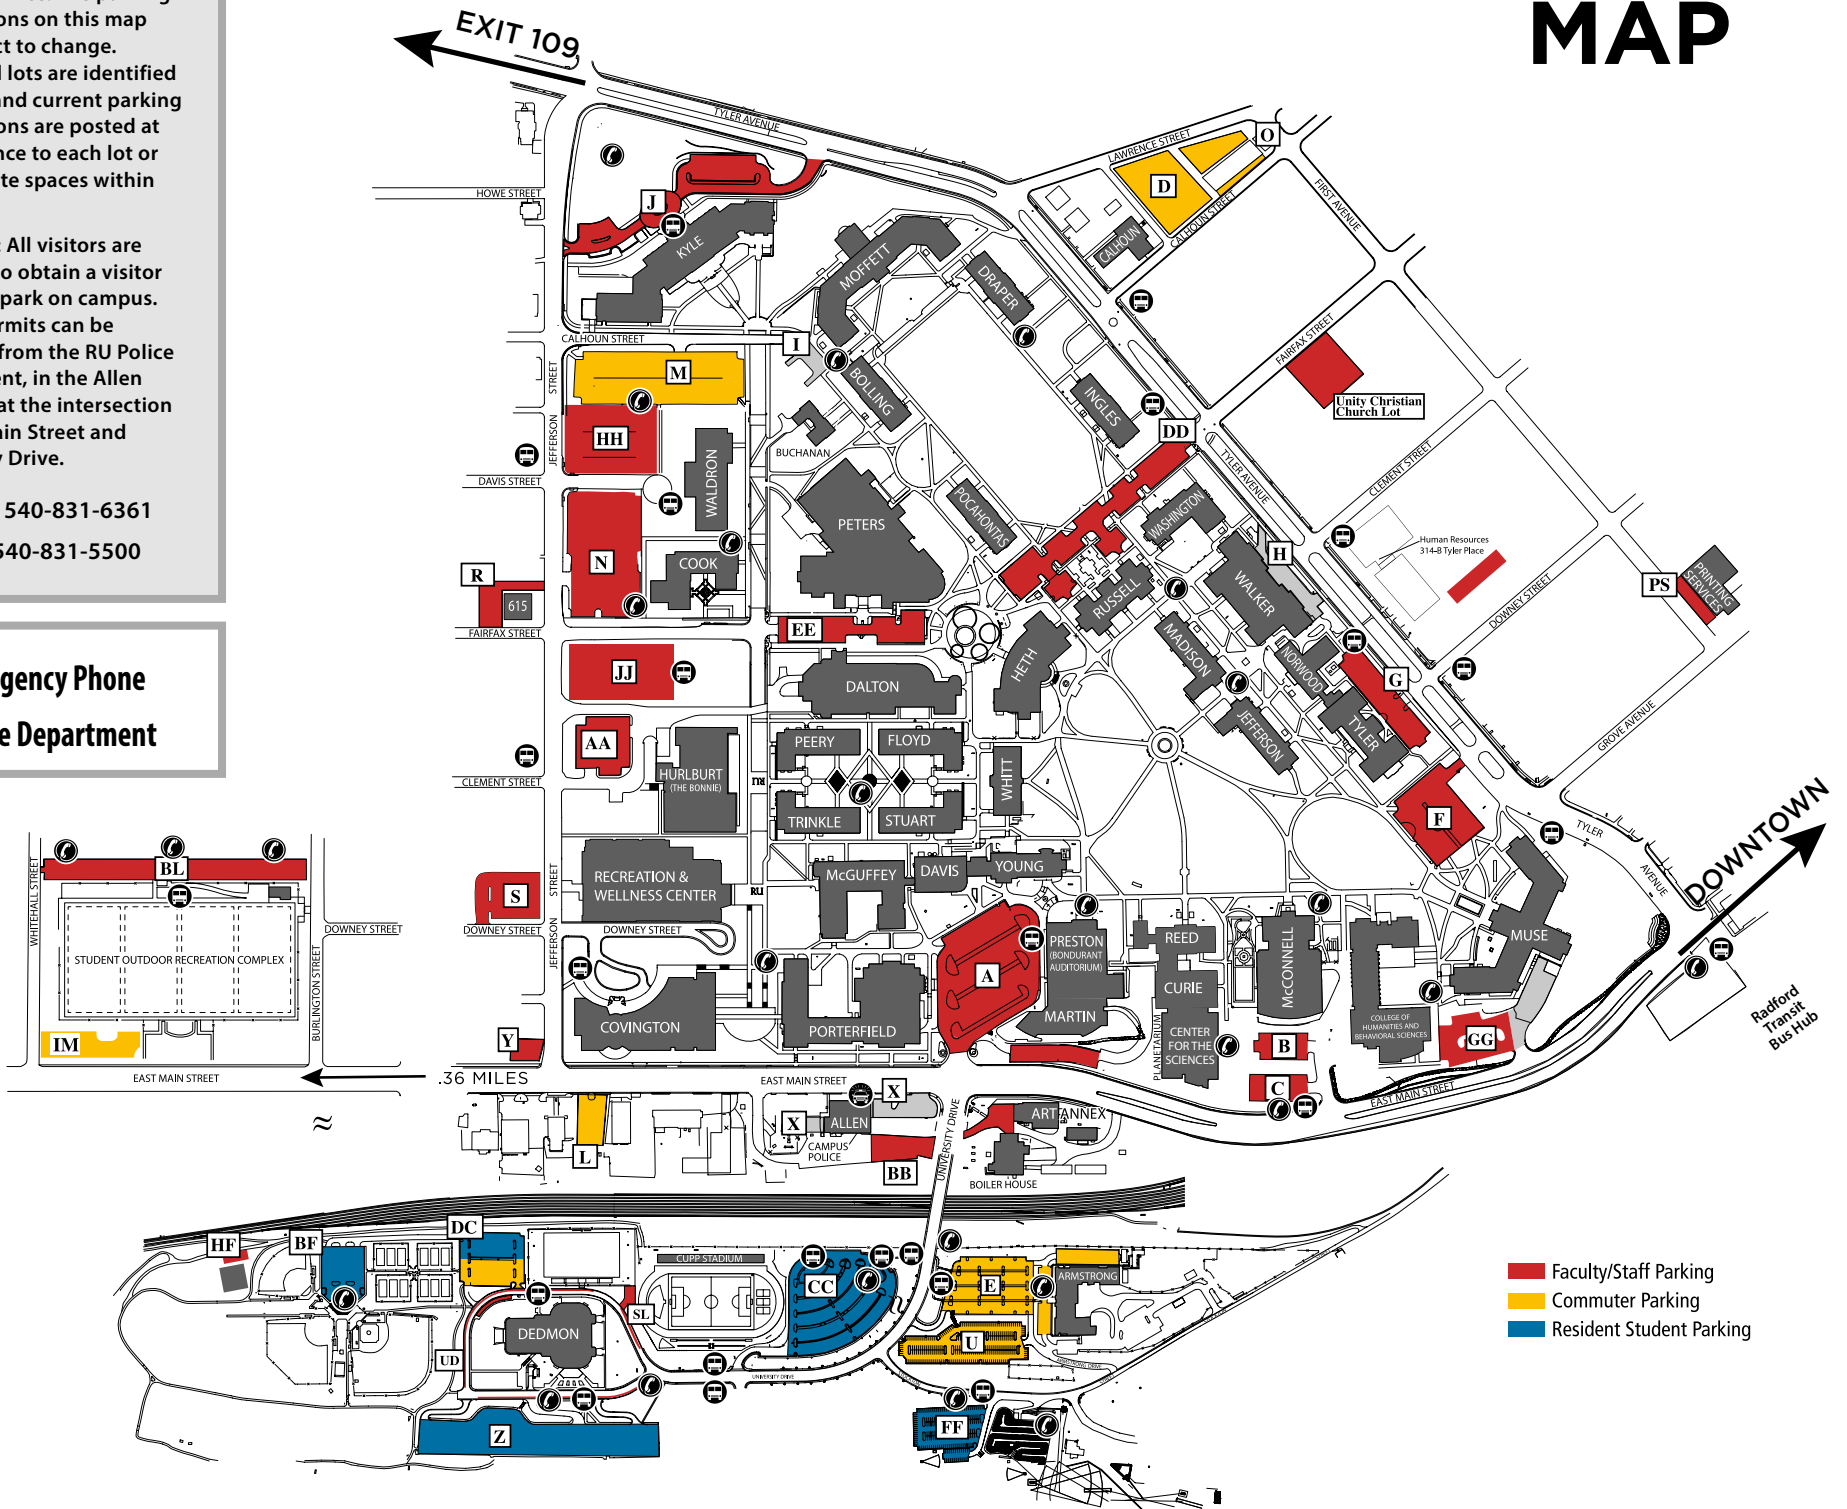 MAP
ons on this map
ct to change.
l lots are identified
and current parking
ons are posted at
nce to each lot or
te spaces within
: All visitors are
o obtain a visitor
park on campus.
rmits can be
from the RU Police
ent, in the Allen
at the intersection
ain Street and
y Drive.
540-831-6361
540-831-5500
gency Phone
e Department
EXIT 109
TYLER AVENUE
HOWE STREET
J
KYLE
MOFFETT
DRAPER
LAWRENCE STREET
O
D
CALHOUN
CALHOUN STREET
FIRST AVENUE
CALHOUN STREET
I
M
BOLLING
INGLES
FAIRFAX STREET
Unity Christian
Church Lot
STREET
JEFFERSON
HH
WALDRON
BUCHANAN
DD
TYLER AVENUE
CLEMENT STREET
DAVIS STREET
PETERS
POCAHONTAS
WASHINGTON
N
COOK
H
Human Resources
314-B Tyler Place
R
615
RUSSELL
WALKER
PS
PRINTING
SERVICES
DOWNEY STREET
FAIRFAX STREET
EE
MADISON
HETH
NORWOOD
JJ
DALTON
G
JEFFERSON
TYLER
GROVE AVENUE
AA
HURLBURT
(THE BONNIE)
PEERY
FLOYD
WHITT
CLEMENT STREET
RU
TRINKLE
STUART
F
TYLER
AVENUE
DOWNTOWN
BL
WHITEHALL STREET
STUDENT OUTDOOR RECREATION COMPLEX
BURLINGTON STREET
DOWNEY STREET
IM
S
STREET
JEFFERSON
RECREATION &
WELLNESS CENTER
RU
McGUFFEY
DAVIS
YOUNG
DOWNEY STREET
DOWNEY STREET
A
PRESTON
(BONDURANT
AUDITORIUM)
REED
McCONNELL
MUSE
CURIE
COVINGTON
PORTERFIELD
MARTIN
PLANETARIUM
CENTER
FOR THE
SCIENCES
COLLEGE OF
HUMANITIES AND
BEHAVIORAL SCIENCES
GG
Radford
Transit
Bus Hub
Y
B
C
EAST MAIN STREET
.36 MILES
EAST MAIN STREET
EAST MAIN STREET
≈
L
X
X
ALLEN
CAMPUS
POLICE
BB
UNIVERSITY DRIVE
ART ANNEX
BOILER HOUSE
HF
BF
DC
CUPP STADIUM
CC
E
ARMSTRONG
SL
DEDMON
UD
U
UNIVERSITY DRIVE
Z
FF
Faculty/Staff Parking
Commuter Parking
Resident Student Parking